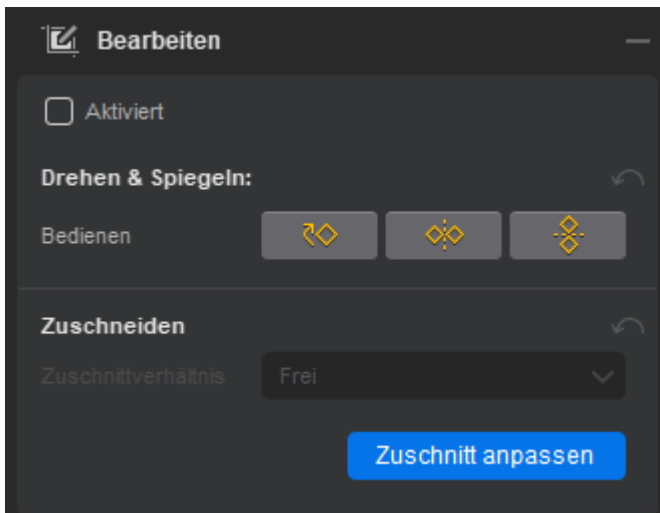 Bearbeiten
Aktiviert
Drehen & Spiegeln:
Bedienen
Zuschneiden
Zuschnittverhältnis Frei
Zuschnitt anpassen